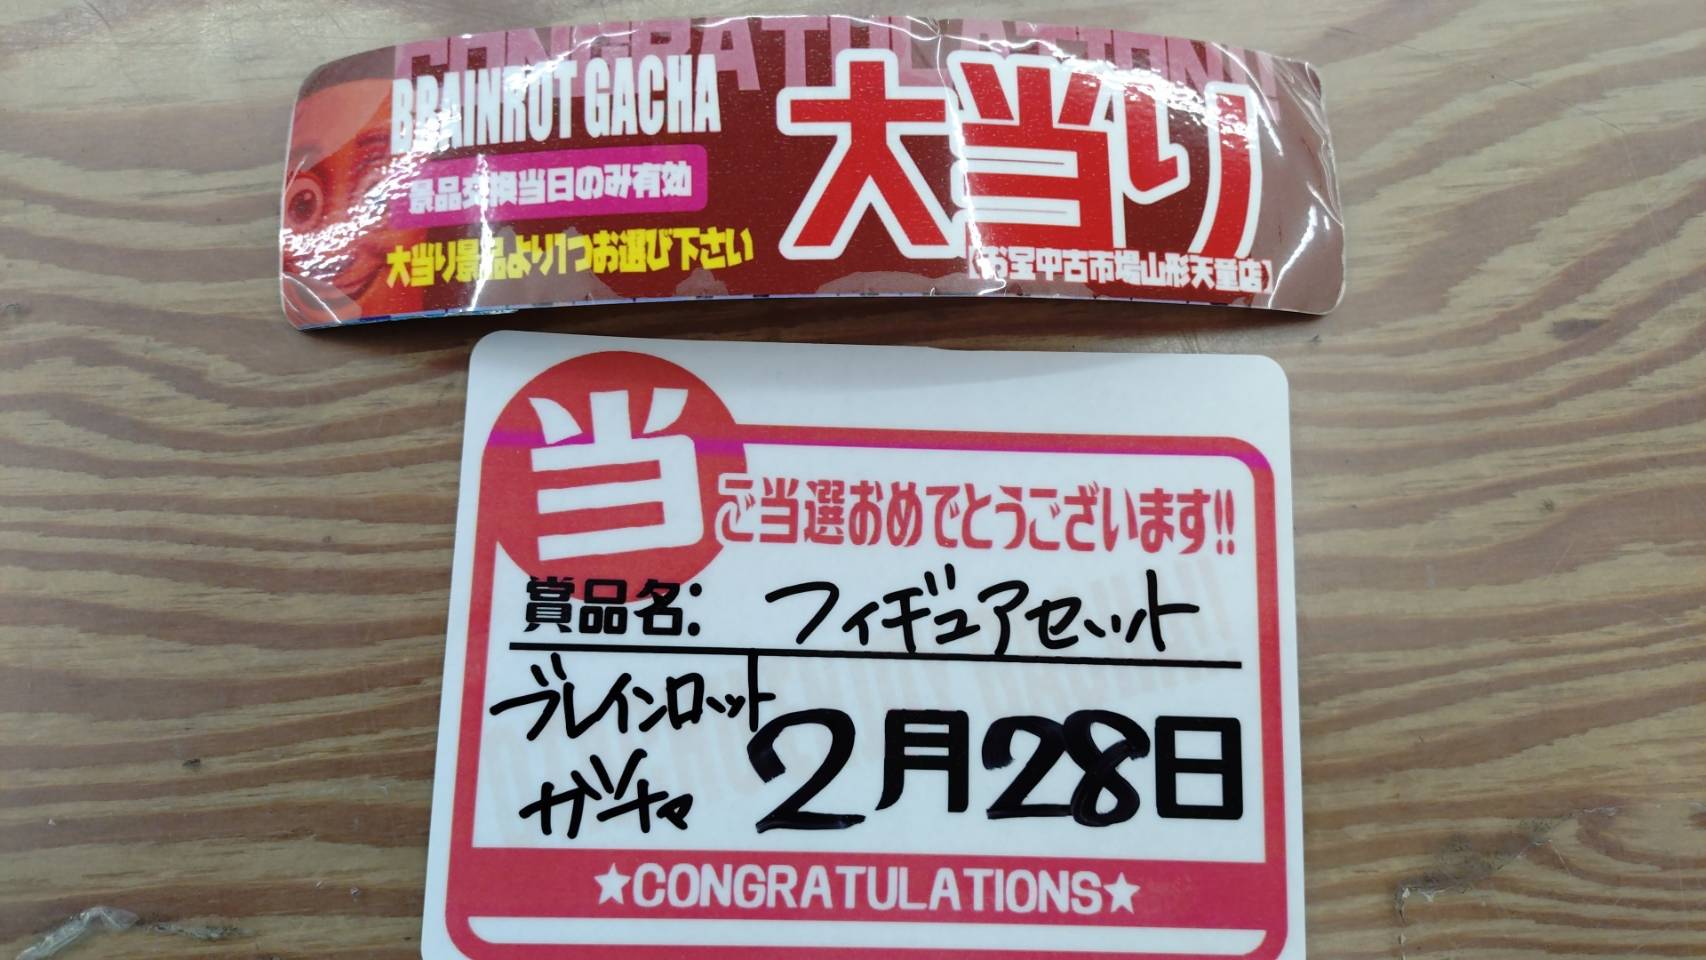 CONGRATULATION!!
BRAINROT GACHA
大当り
景品交換当日のみ有効
大当り景品より1つお選び下さい
【お宝中古市場山形天童店】
当
ご当選おめでとうございます!!
賞品名: フィギュアセット
ブレインロット
ガチャ
2月28日
★CONGRATULATIONS★